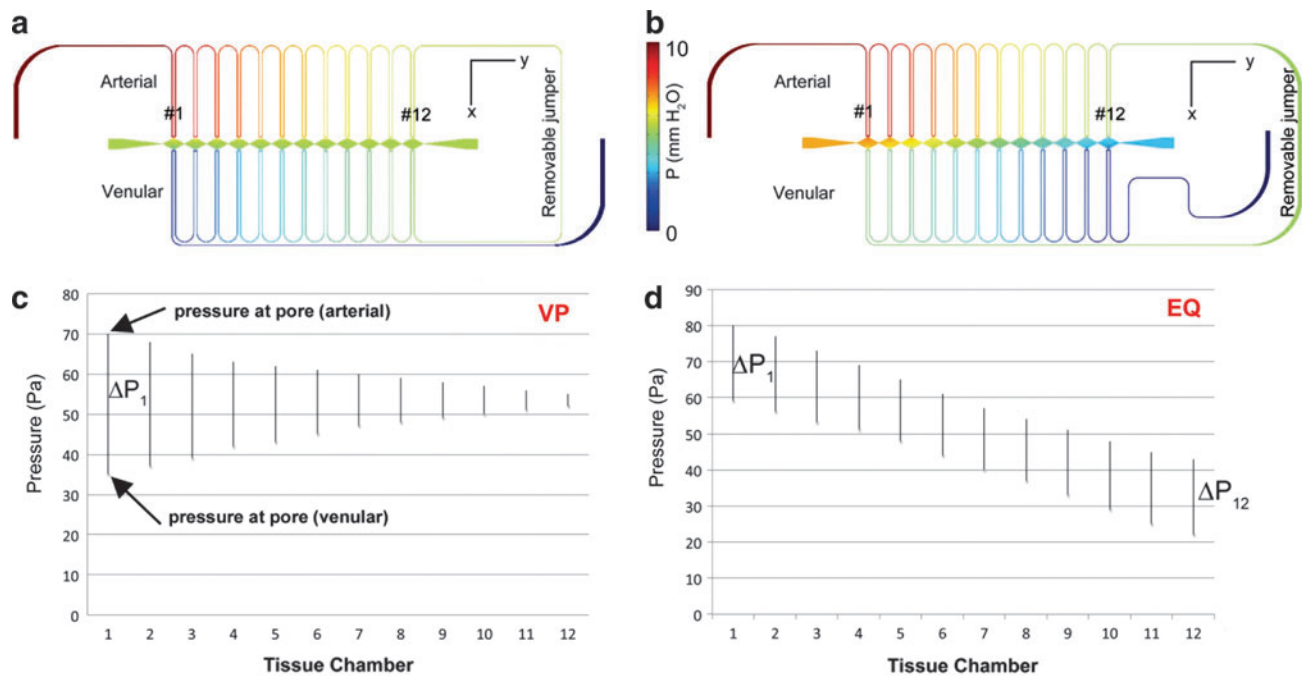 a
Arterial
#1
#12
Venular
y
x
Removable jumper
10
P (mm H₂O)
0
b
Arterial
#1
#12
Venular
y
x
Removable jumper
c
80
70
60
50
40
30
20
10
0
Pressure (Pa)
pressure at pore (arterial)
VP
ΔP₁
pressure at pore (venular)
1 2 3 4 5 6 7 8 9 10 11 12
Tissue Chamber
d
90
80
70
60
50
40
30
20
10
0
Pressure (Pa)
EQ
ΔP₁
ΔP₁₂
1 2 3 4 5 6 7 8 9 10 11 12
Tissue Chamber